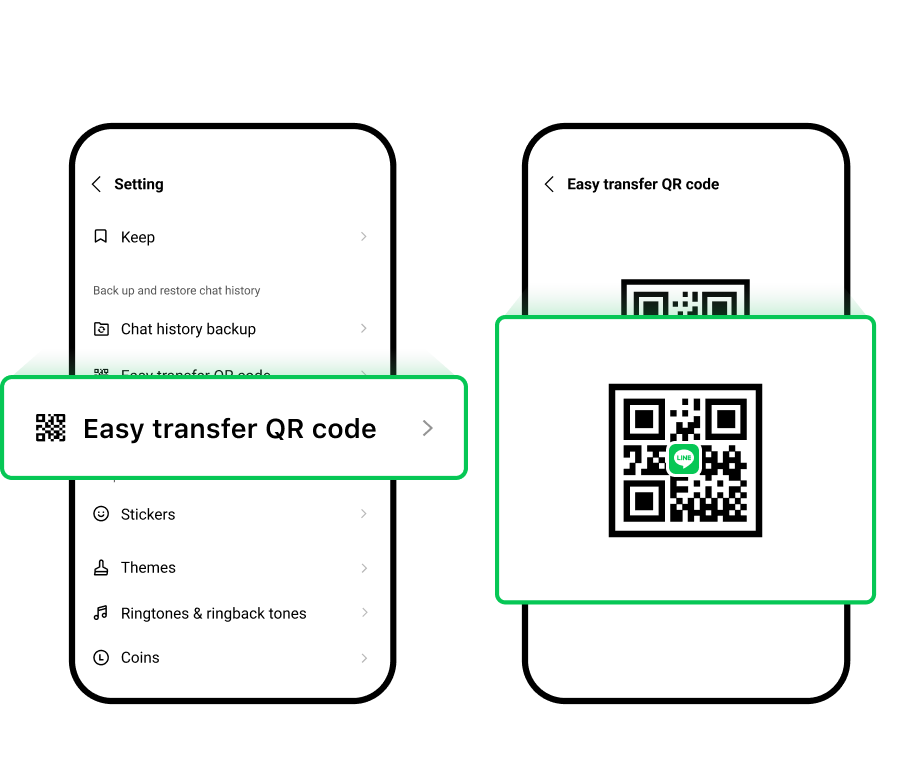 Setting
Keep
Back up and restore chat history
Chat history backup
Easy transfer QR code
Easy transfer QR code
Stickers
Themes
Ringtones & ringback tones
Coins
Easy transfer QR code
LINE